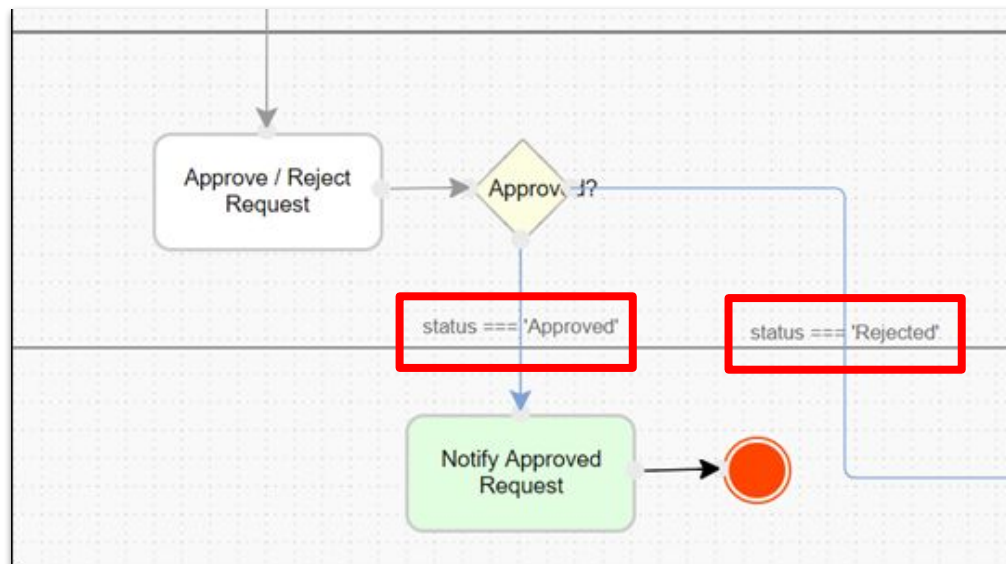 Approve / Reject
Request
Approved?
status === 'Approved'
status === 'Rejected'
Notify Approved
Request